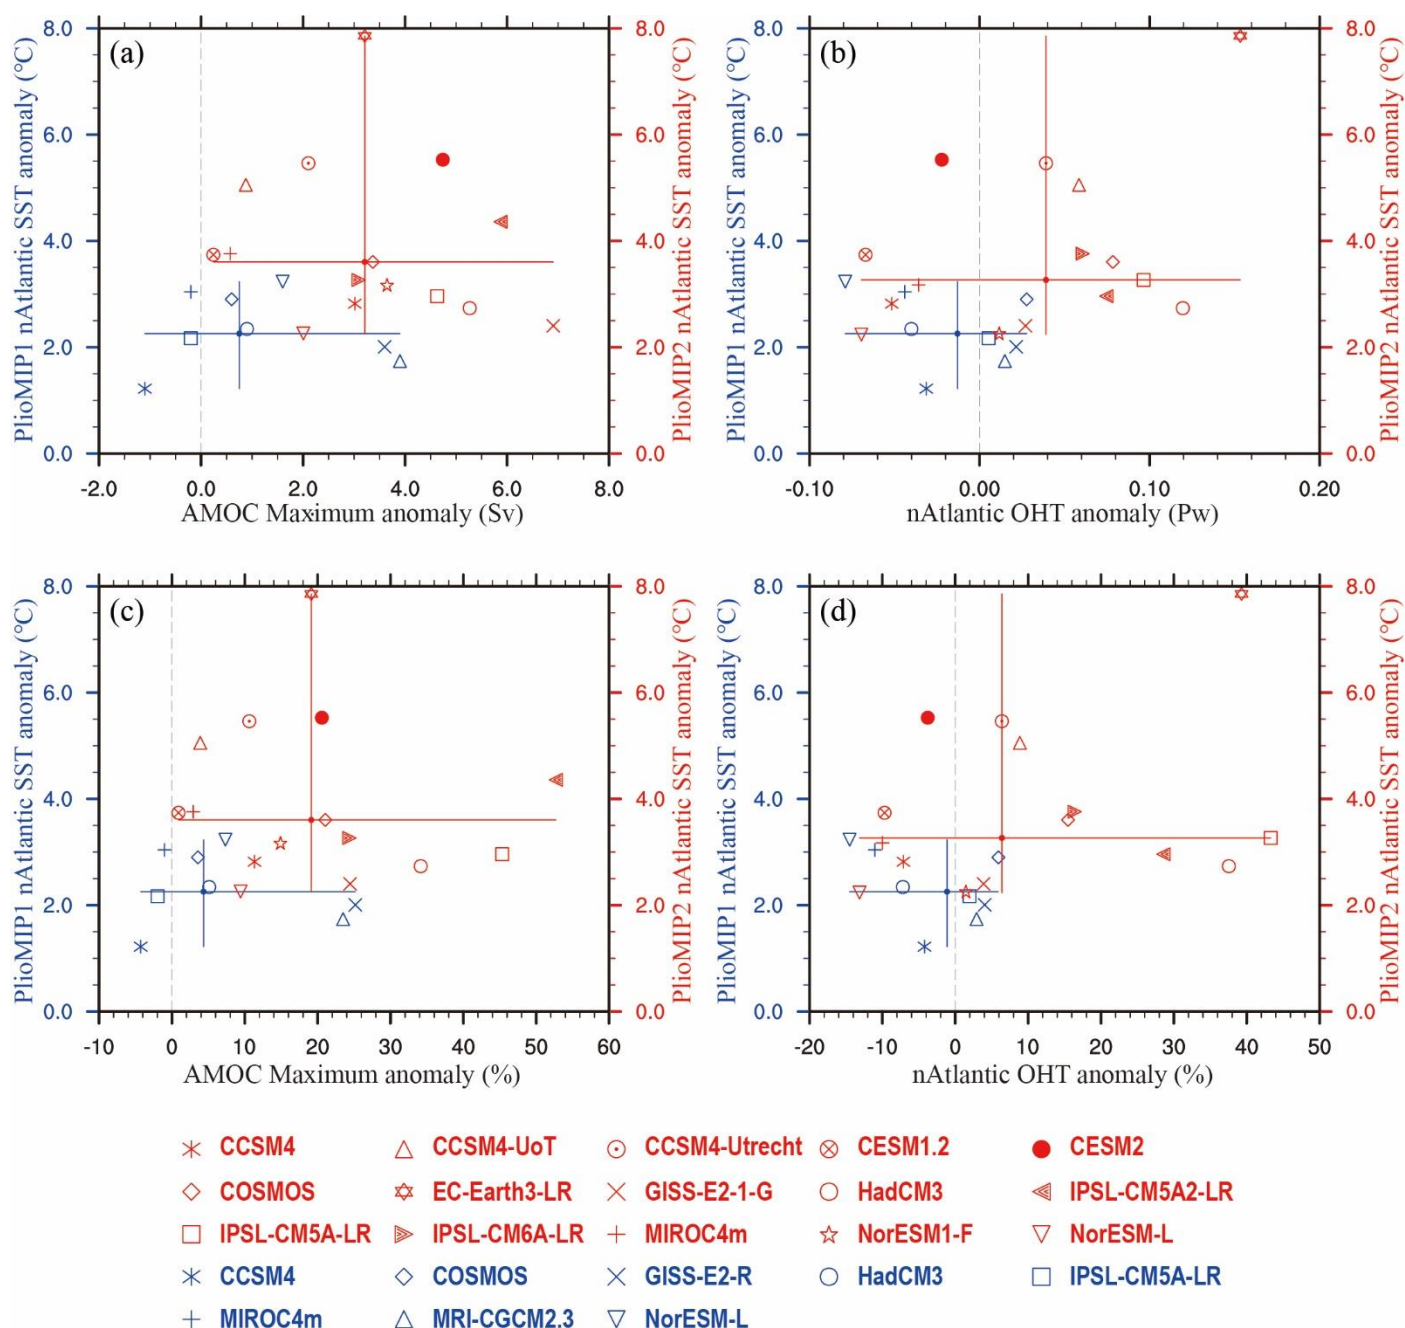 (a)
8.0
6.0
4.0
2.0
0.0
PlioMIP1 nAtlantic SST anomaly (°C)
8.0
6.0
4.0
2.0
0.0
PlioMIP2 nAtlantic SST anomaly (°C)
-2.0 0.0 2.0 4.0 6.0 8.0
AMOC Maximum anomaly (Sv)
(b)
8.0
6.0
4.0
2.0
0.0
PlioMIP1 nAtlantic SST anomaly (°C)
8.0
6.0
4.0
2.0
0.0
PlioMIP2 nAtlantic SST anomaly (°C)
-0.10 0.00 0.10 0.20
nAtlantic OHT anomaly (Pw)
(c)
8.0
6.0
4.0
2.0
0.0
PlioMIP1 nAtlantic SST anomaly (°C)
8.0
6.0
4.0
2.0
0.0
PlioMIP2 nAtlantic SST anomaly (°C)
-10 0 10 20 30 40 50 60
AMOC Maximum anomaly (%)
(d)
8.0
6.0
4.0
2.0
0.0
PlioMIP1 nAtlantic SST anomaly (°C)
8.0
6.0
4.0
2.0
0.0
PlioMIP2 nAtlantic SST anomaly (°C)
-20 -10 0 10 20 30 40 50
nAtlantic OHT anomaly (%)
CCSM4 CCSM4-UoT CCSM4-Utrecht CESM1.2 CESM2
COSMOS EC-Earth3-LR GISS-E2-1-G HadCM3 IPSL-CM5A2-LR
IPSL-CM5A-LR IPSL-CM6A-LR MIROC4m NorESM1-F NorESM-L
CCSM4 COSMOS GISS-E2-R HadCM3 IPSL-CM5A-LR
MIROC4m MRI-CGCM2.3 NorESM-L